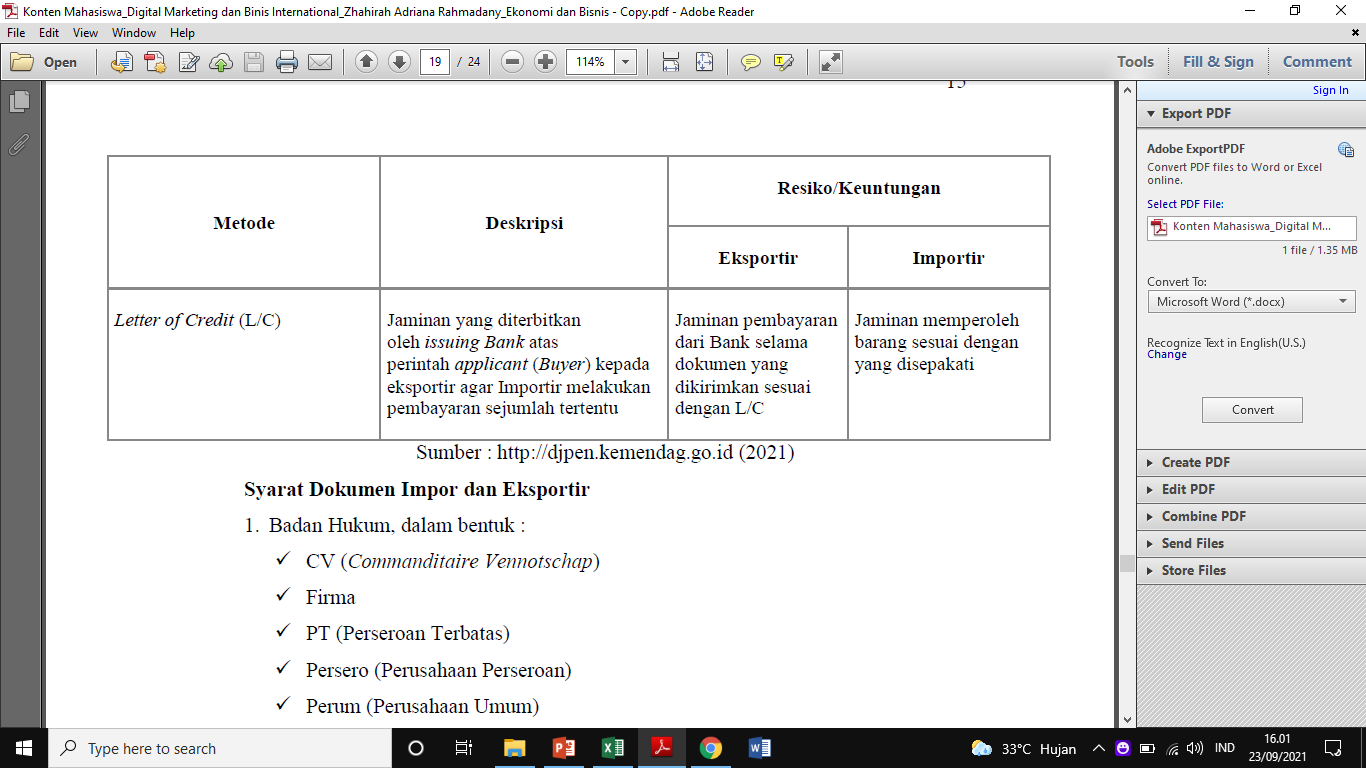 Konten Mahasiswa_Digital Marketing dan Binis International_Zhahirah Adriana Rahmadany_Ekonomi dan Bisnis - Copy.pdf - Adobe Reader
File Edit View Window Help
Open
19 / 24
114%
Tools
Fill & Sign
Comment
Sign In
15
Metode
Deskripsi
Resiko/Keuntungan
Eksportir
Importir
Letter of Credit (L/C)
Jaminan yang diterbitkan
oleh issuing Bank atas
perintah applicant (Buyer) kepada
eksportir agar Importir melakukan
pembayaran sejumlah tertentu
Jaminan pembayaran
dari Bank selama
dokumen yang
dikirimkan sesuai
dengan L/C
Jaminan memperoleh
barang sesuai dengan
yang disepakati
Sumber : http://djpen.kemendag.go.id (2021)
Syarat Dokumen Impor dan Eksportir
1. Badan Hukum, dalam bentuk :
✓ CV (Commanditaire Vennotschap)
✓ Firma
✓ PT (Perseroan Terbatas)
✓ Persero (Perusahaan Perseroan)
✓ Perum (Perusahaan Umum)
Export PDF
Adobe ExportPDF
Convert PDF files to Word or Excel
online.
Select PDF File:
Konten Mahasiswa_Digital M...
1 file / 1.35 MB
Convert To:
Microsoft Word (*.docx)
Recognize Text in English(U.S.)
Change
Convert
Create PDF
Edit PDF
Combine PDF
Send Files
Store Files
Type here to search
33°C Hujan
IND
16.01
23/09/2021